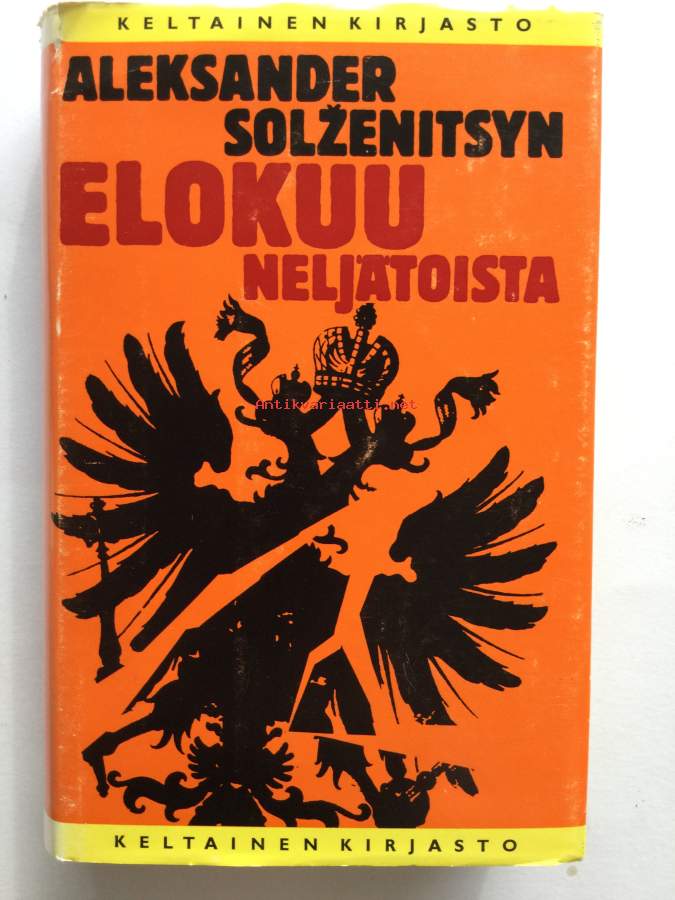 KELTAINEN KIRJASTO
ALEKSANDER
SOLŽENITSYN
ELOKUU
NELJÄTOISTA
Antikvariaatti.net
KELTAINEN KIRJASTO